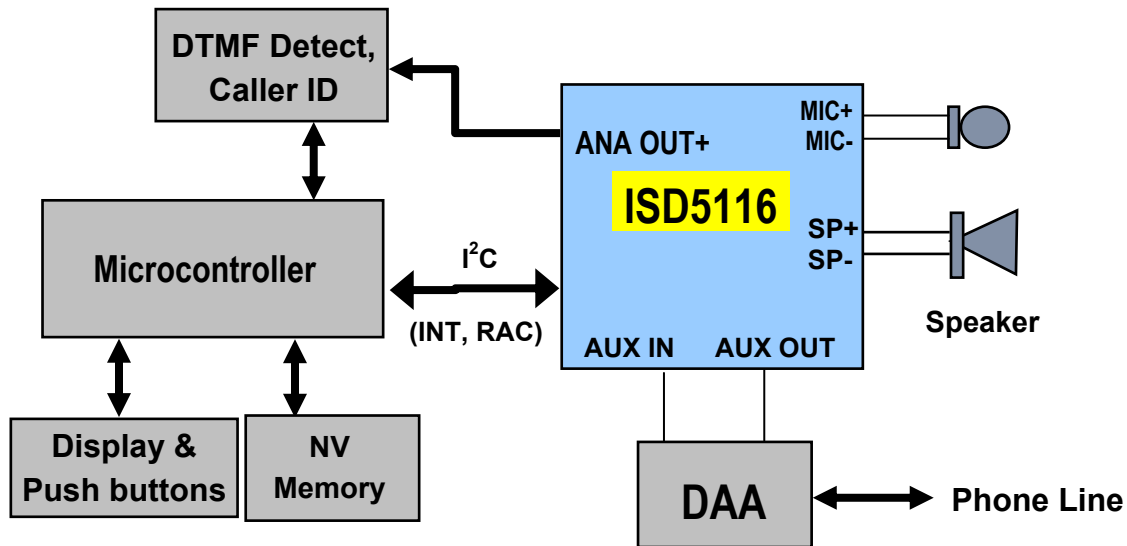 DTMF Detect,
Caller ID
MIC+
MIC-
ANA OUT+
ISD5116
SP+
SP-
Microcontroller
I²C
(INT, RAC)
Speaker
AUX IN
AUX OUT
Display &
Push buttons
NV
Memory
DAA
Phone Line